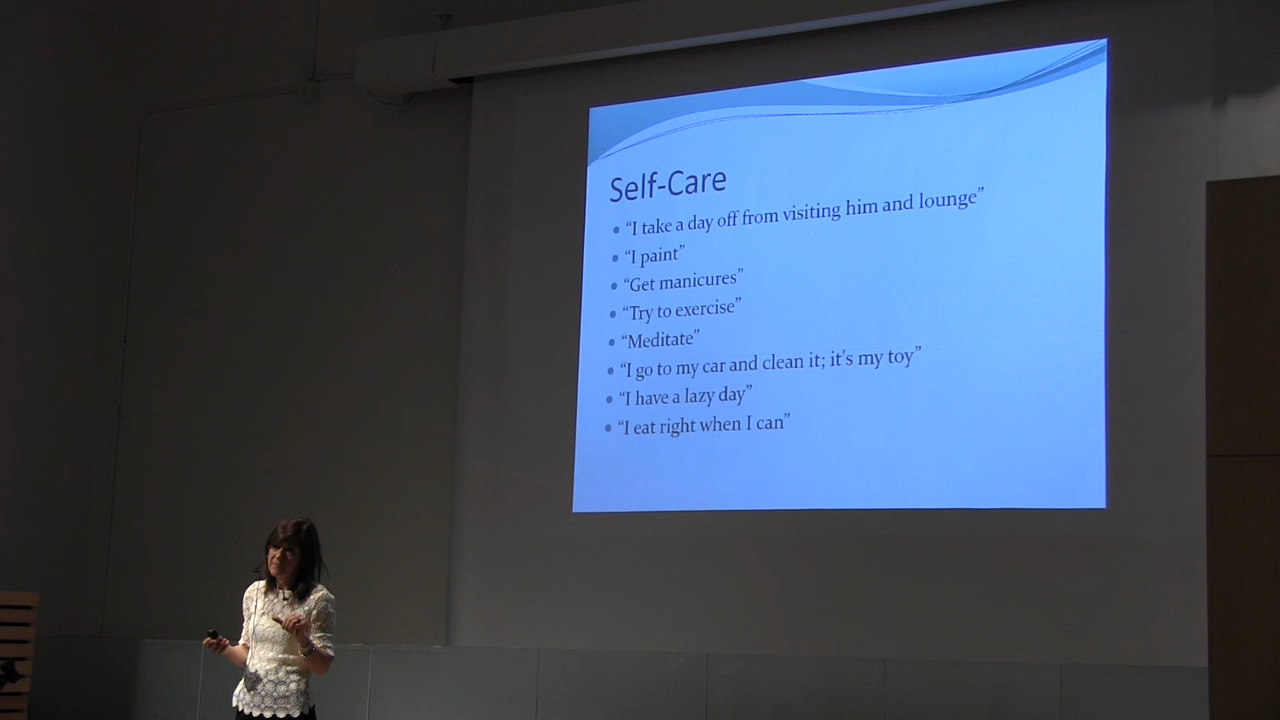 Self-Care
• “I take a day off from visiting him and lounge”
• “I paint”
• “Get manicures”
• “Try to exercise”
• “Meditate”
• “I go to my car and clean it; it's my toy”
• “I have a lazy day”
• “I eat right when I can”